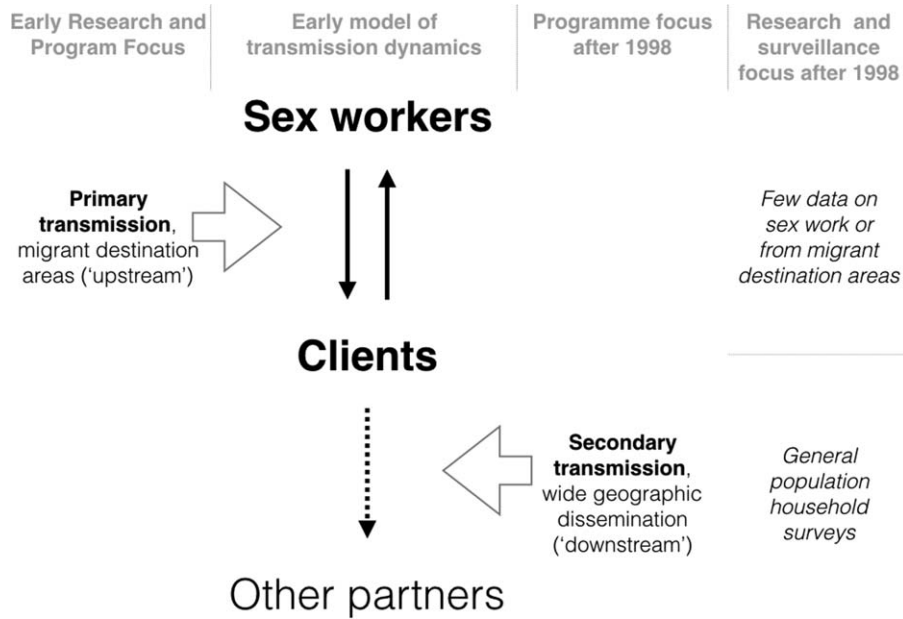 Early Research and
Program Focus
Early model of
transmission dynamics
Programme focus
after 1998
Research and
surveillance
focus after 1998
Sex workers
Primary
transmission,
migrant destination
areas (‘upstream’)
Few data on
sex work or
from migrant
destination areas
Clients
Secondary
transmission,
wide geographic
dissemination
(‘downstream’)
General
population
household
surveys
Other partners